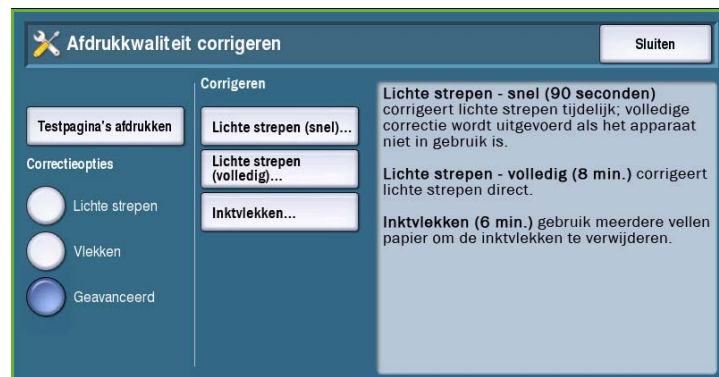 Afdrukkwaliteit corrigeren
Sluiten
Testpagina's afdrukken
Correctieopties
Lichte strepen
Vlekken
Geavanceerd
Corrigeren
Lichte strepen (snel)...
Lichte strepen
(volledig)...
Inktvlekken...
Lichte strepen - snel (90 seconden)
corrigeert lichte strepen tijdelijk; volledige
correctie wordt uitgevoerd als het apparaat
niet in gebruik is.
Lichte strepen - volledig (8 min.) corrigeert
lichte strepen direct.
Inktvlekken (6 min.) gebruik meerdere vellen
papier om de inktvlekken te verwijderen.